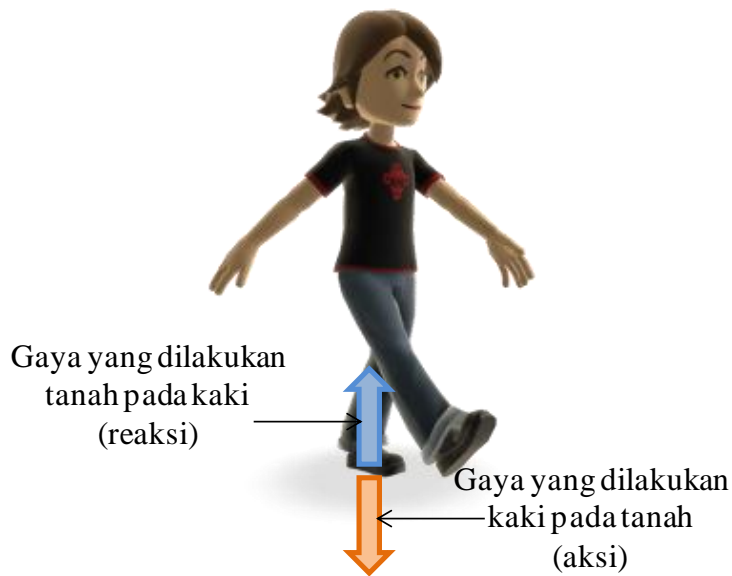 Gaya yang dilakukan
tanah pada kaki
(reaksi)
Gaya yang dilakukan
kaki pada tanah
(aksi)